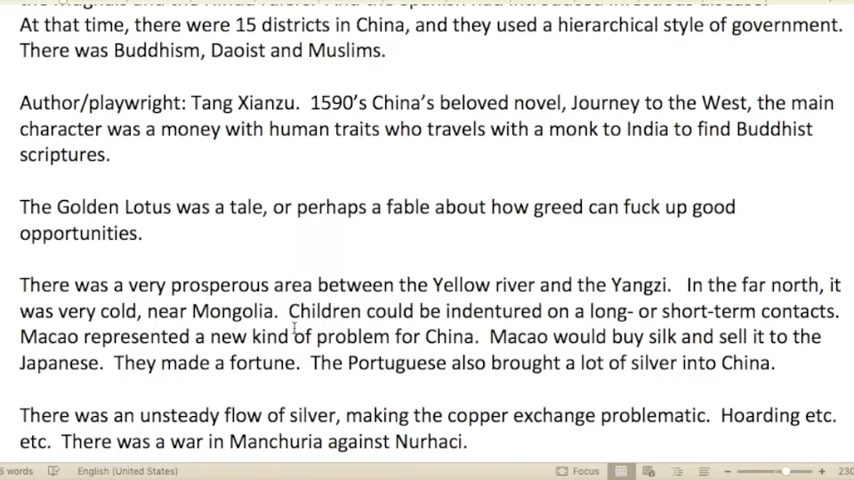 At that time, there were 15 districts in China, and they used a hierarchical style of government.
There was Buddhism, Daoist and Muslims.
Author/playwright: Tang Xianzu.  1590's China's beloved novel, Journey to the West, the main
character was a money with human traits who travels with a monk to India to find Buddhist
scriptures.
The Golden Lotus was a tale, or perhaps a fable about how greed can fuck up good
opportunities.
There was a very prosperous area between the Yellow river and the Yangzi.   In the far north, it
was very cold, near Mongolia.  Children could be indentured on a long- or short-term contacts.
Macao represented a new kind of problem for China.  Macao would buy silk and sell it to the
Japanese.  They made a fortune.  The Portuguese also brought a lot of silver into China.
There was an unsteady flow of silver, making the copper exchange problematic.  Hoarding etc.
etc.  There was a war in Manchuria against Nurhaci.
6 words English (United States) Focus 230